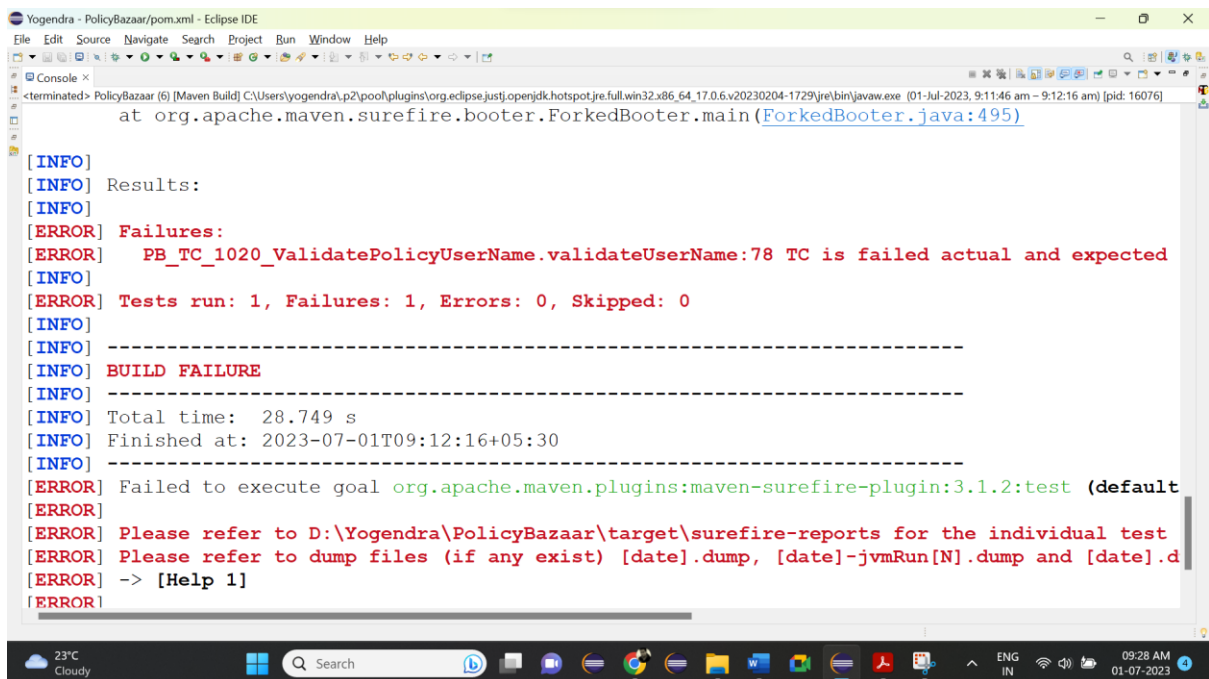 Yogendra - PolicyBazaar/pom.xml - Eclipse IDE
File Edit Source Navigate Search Project Run Window Help
Console ×
<terminated> PolicyBazaar (6) [Maven Build] C:\Users\yogendra\.p2\pool\plugins\org.eclipse.justj.openjdk.hotspot.jre.full.win32.x86_64_17.0.6.v20230204-1729\jre\bin\javaw.exe (01-Jul-2023, 9:11:46 am – 9:12:16 am) [pid: 16076]
at org.apache.maven.surefire.booter.ForkedBooter.main(ForkedBooter.java:495)
[INFO]
[INFO] Results:
[INFO]
[ERROR] Failures:
[ERROR] PB_TC_1020_ValidatePolicyUserName.validateUserName:78 TC is failed actual and expected
[INFO]
[ERROR] Tests run: 1, Failures: 1, Errors: 0, Skipped: 0
[INFO]
[INFO] ------------------------------------------------------------------------
[INFO] BUILD FAILURE
[INFO] ------------------------------------------------------------------------
[INFO] Total time: 28.749 s
[INFO] Finished at: 2023-07-01T09:12:16+05:30
[INFO] ------------------------------------------------------------------------
[ERROR] Failed to execute goal org.apache.maven.plugins:maven-surefire-plugin:3.1.2:test (default
[ERROR]
[ERROR] Please refer to D:\Yogendra\PolicyBazaar\target\surefire-reports for the individual test
[ERROR] Please refer to dump files (if any exist) [date].dump, [date]-jvmRun[N].dump and [date].d
[ERROR] -> [Help 1]
[ERROR]
23°C
Cloudy
Search
ENG
IN
09:28 AM
01-07-2023
4